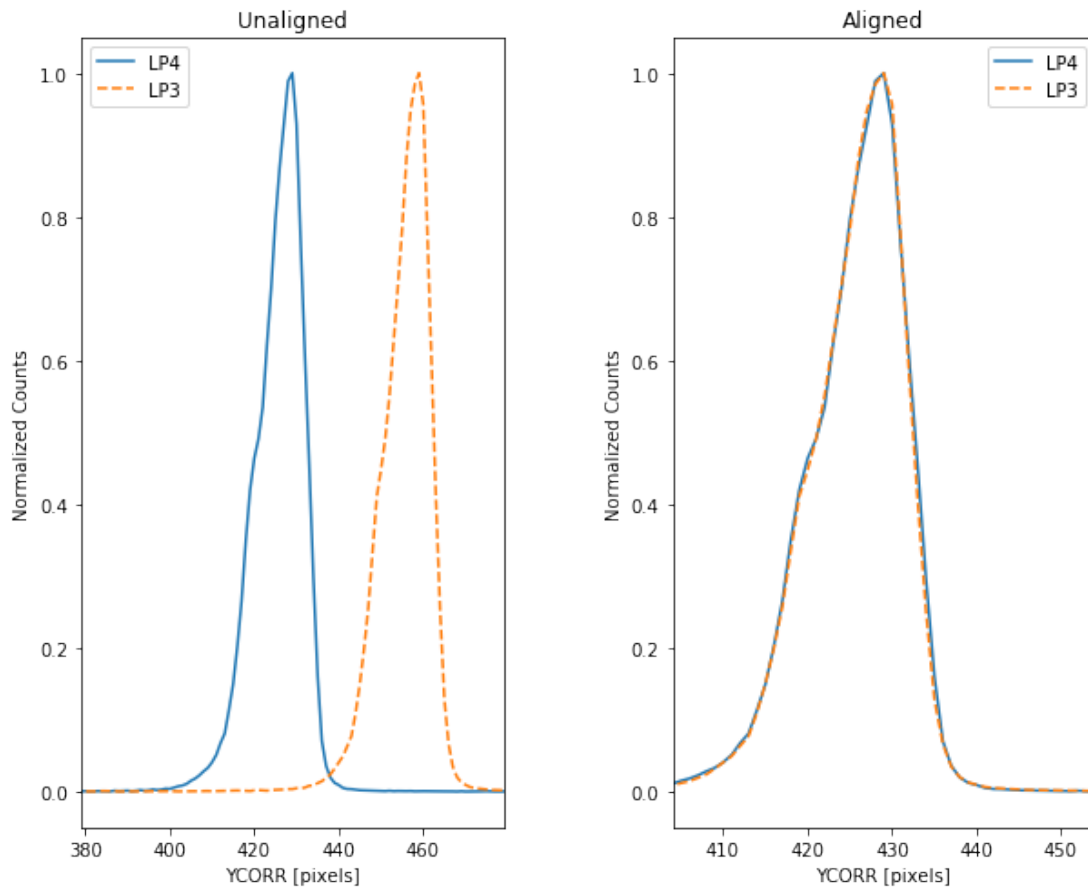 Unaligned
LP4
LP3
Normalized Counts
1.0
0.8
0.6
0.4
0.2
0.0
380 400 420 440 460
YCORR [pixels]
Aligned
LP4
LP3
Normalized Counts
1.0
0.8
0.6
0.4
0.2
0.0
410 420 430 440 450
YCORR [pixels]